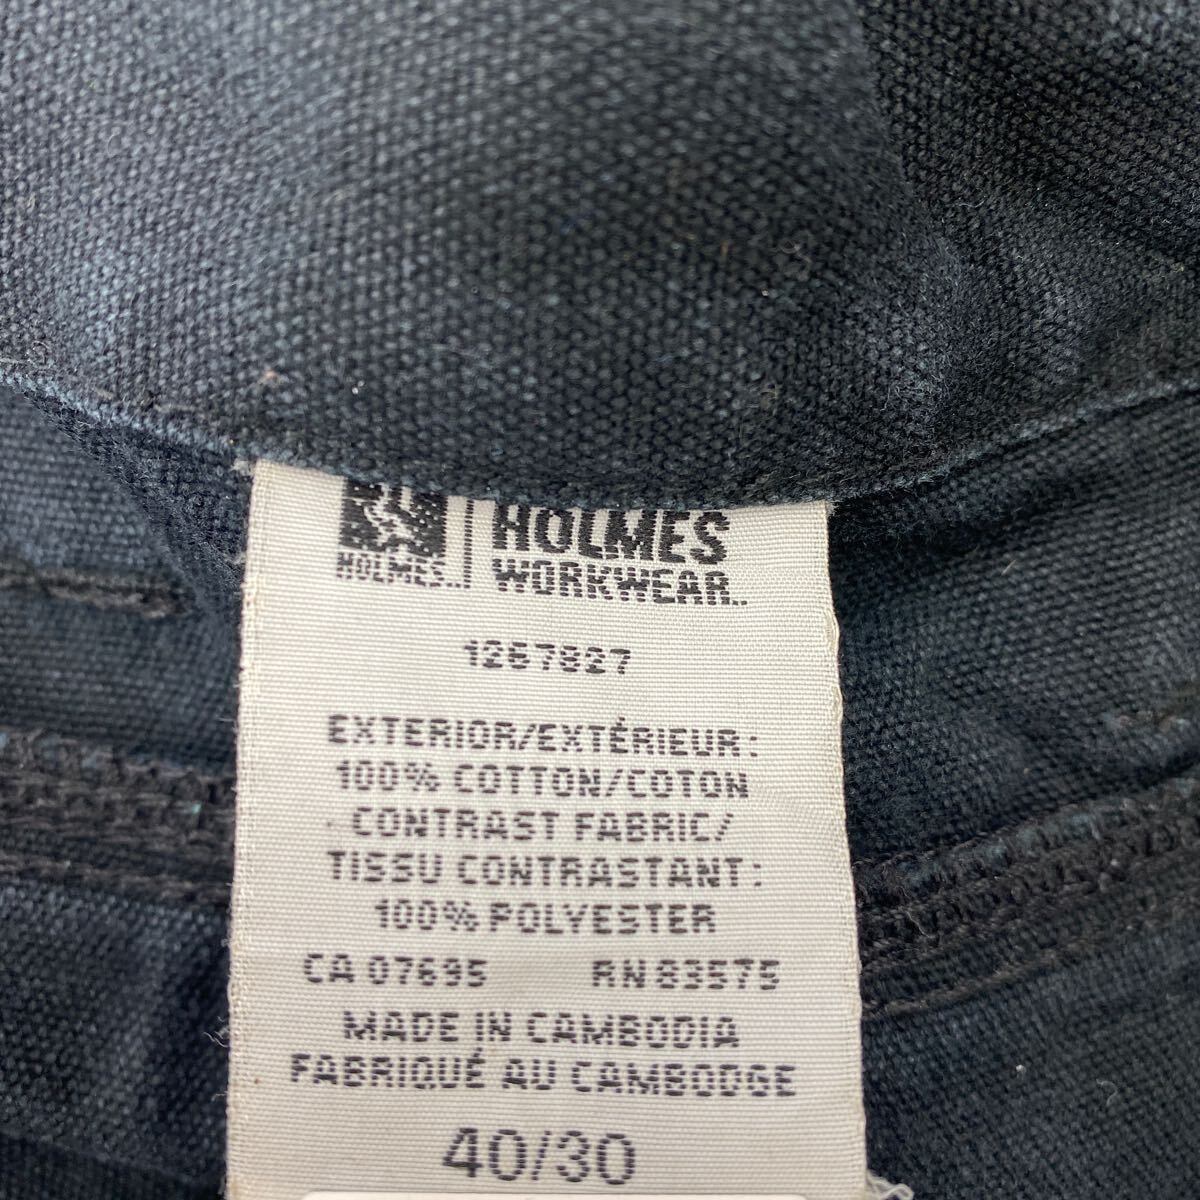 HOLMES
HOLMES
WORKWEAR
1267827
EXTERIOR/EXTÉRIEUR:
100% COTTON/COTON
CONTRAST FABRIC/
TISSU CONTRASTANT:
100% POLYESTER
CA 07695 RN 83575
MADE IN CAMBODIA
FABRIQUÉ AU CAMBODGE
40/30